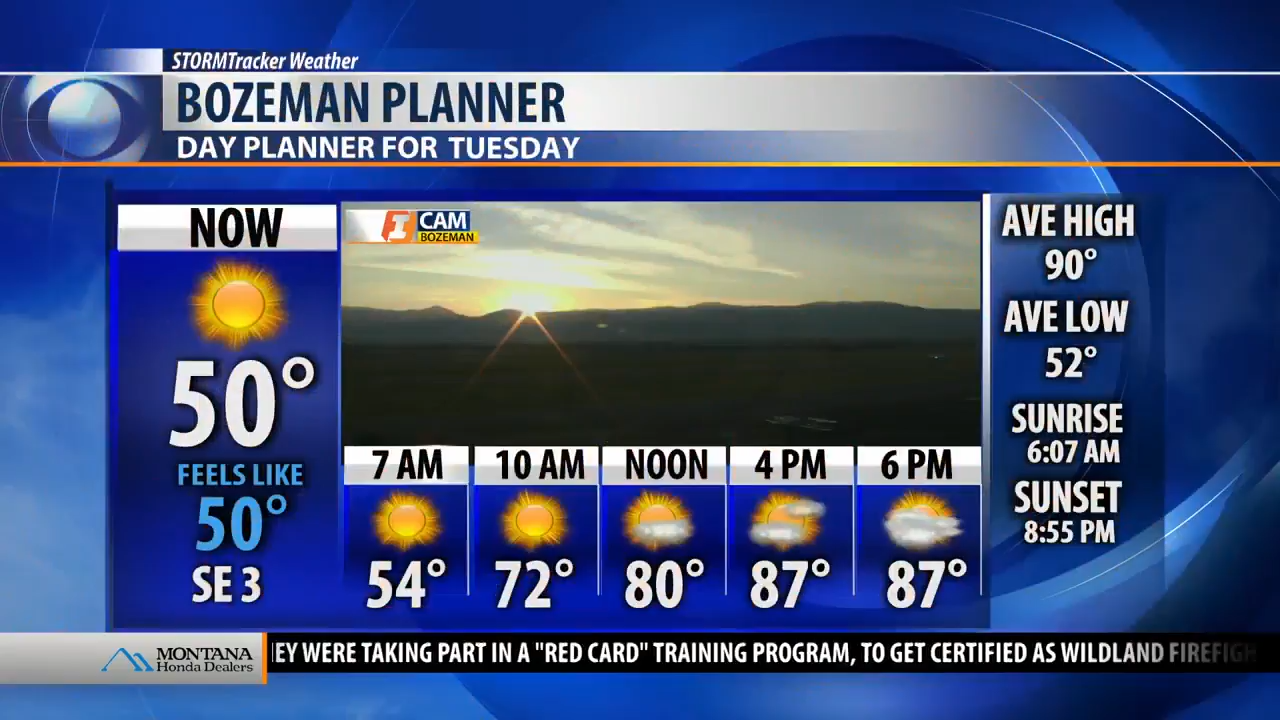 STORMTracker Weather
BOZEMAN PLANNER
DAY PLANNER FOR TUESDAY
NOW
50°
FEELS LIKE
50°
SE 3
I CAM
BOZEMAN
7 AM 10 AM NOON 4 PM 6 PM
54° 72° 80° 87° 87°
AVE HIGH
90°
AVE LOW
52°
SUNRISE
6:07 AM
SUNSET
8:55 PM
MONTANA
Honda Dealers
EY WERE TAKING PART IN A "RED CARD" TRAINING PROGRAM, TO GET CERTIFIED AS WILDLAND FIREFIGH